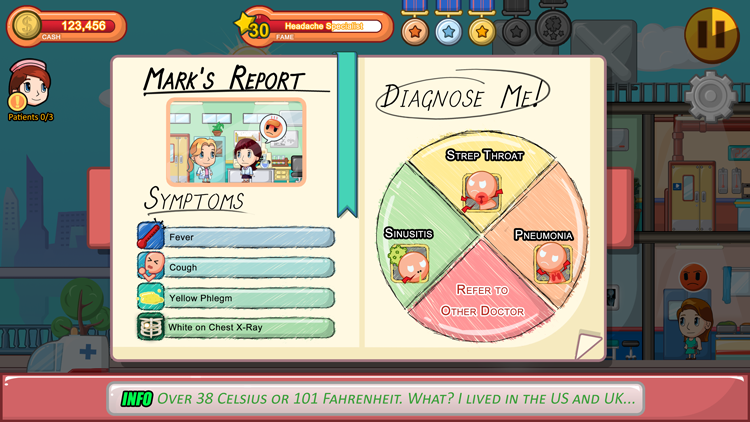 123,456
CASH
30
Headache Specialist
FAME
Patients 0/3
Mark's Report
Symptoms
Fever
Cough
Yellow Phlegm
White on Chest X-Ray
Diagnose Me!
Strep Throat
Sinusitis
Pneumonia
Refer to
Other Doctor
INFO Over 38 Celsius or 101 Fahrenheit. What? I lived in the US and UK...